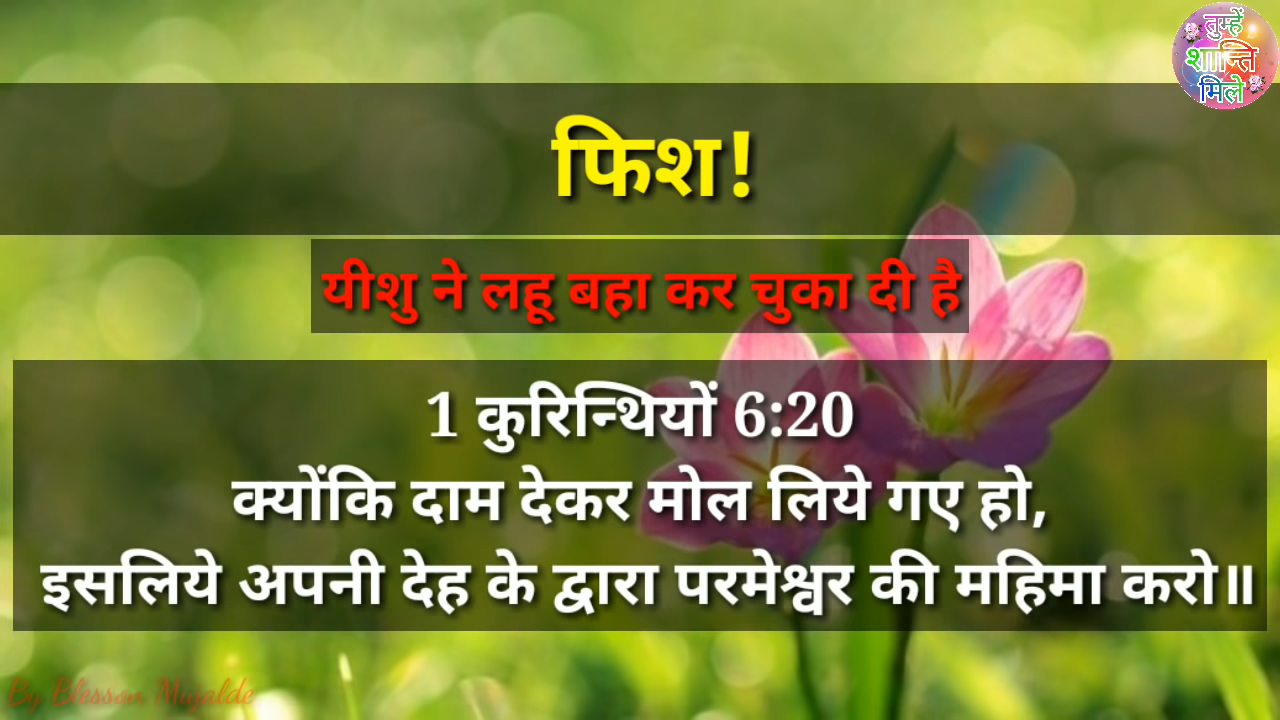 तुम्हें
शान्ति
मिले
फिश!
यीशु ने लहू बहा कर चुका दी है
1 कुरिन्थियों 6:20
क्योंकि दाम देकर मोल लिये गए हो,
इसलिये अपनी देह के द्वारा परमेश्वर की महिमा करो॥
By Blesson Mujalde